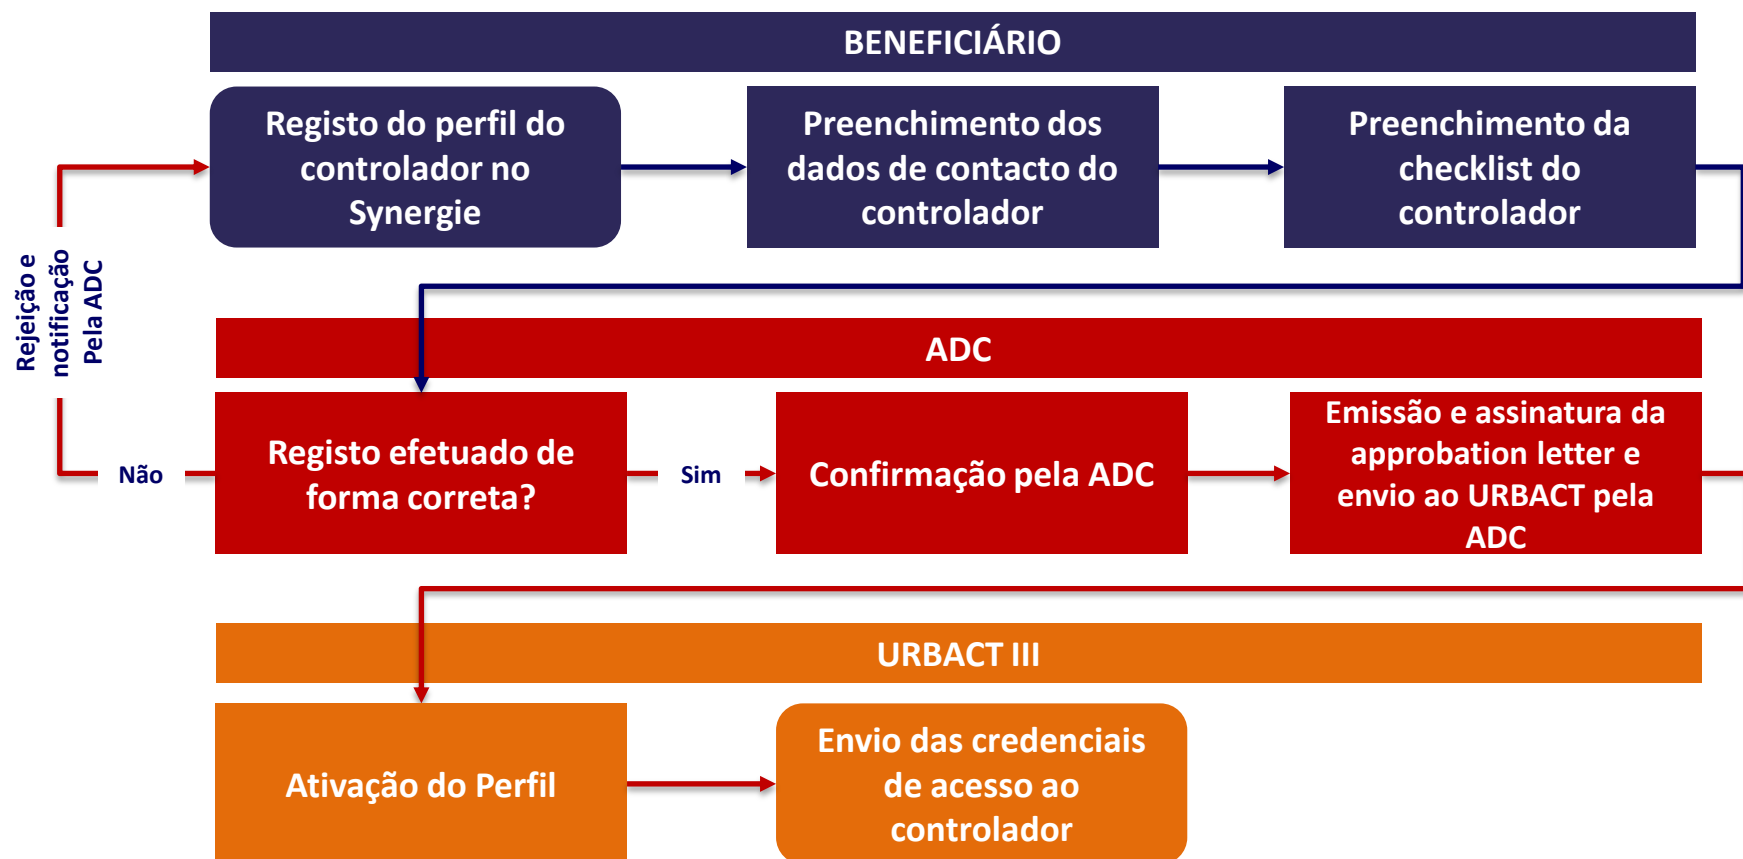 BENEFICIÁRIO
Registo do perfil do
controlador no
Synergie
Preenchimento dos
dados de contacto do
controlador
Preenchimento da
checklist do
controlador
Rejeição e
notificação
Pela ADC
ADC
Não
Registo efetuado de
forma correta?
Sim
Confirmação pela ADC
Emissão e assinatura da
approbation letter e
envio ao URBACT pela
ADC
URBACT III
Ativação do Perfil
Envio das credenciais
de acesso ao
controlador